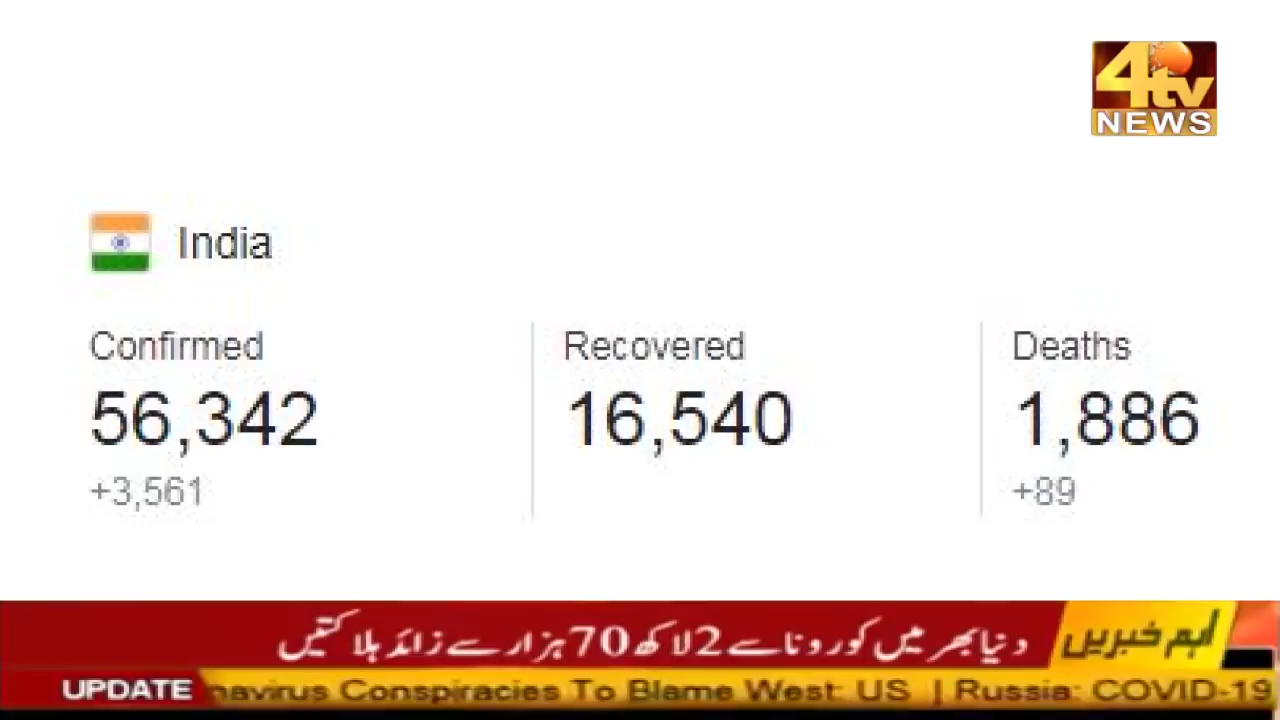 4tv
NEWS
India
Confirmed
Recovered
Deaths
56,342
16,540
1,886
+3,561
+89
اہم خبریں
دنیا بھر میں کورونا سے 2 لاکھ 70 ہزار سے زائد ہلاکتیں
UPDATE
navirus Conspiracies To Blame West: US | Russia: COVID-19